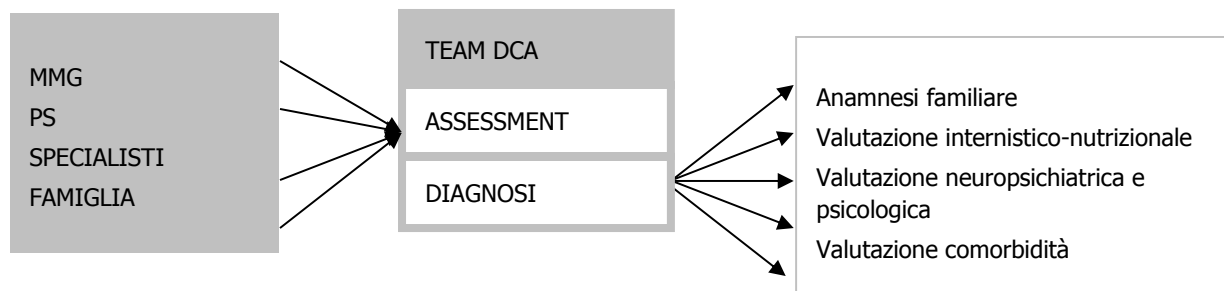 MMG
PS
SPECIALISTI
FAMIGLIA
TEAM DCA
ASSESSMENT
DIAGNOSI
Anamnesi familiare
Valutazione internistico-nutrizionale
Valutazione neuropsichiatrica e
psicologica
Valutazione comorbidità